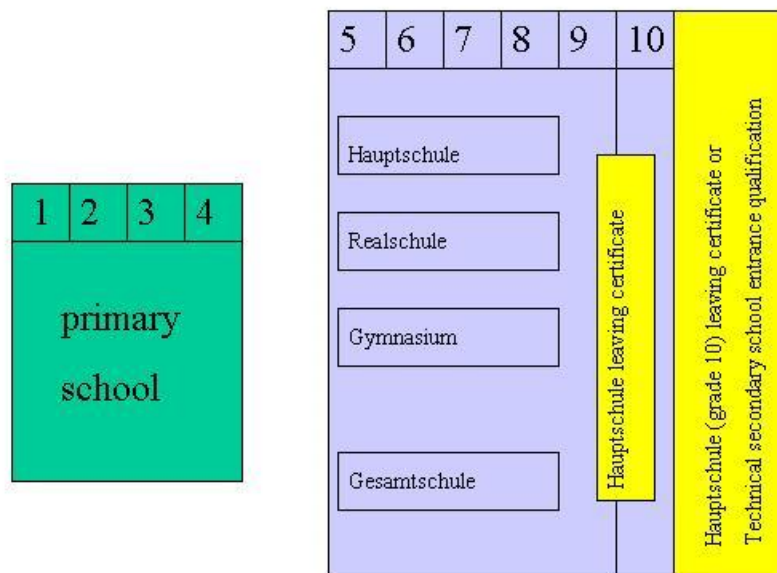 1 2 3 4
primary
school
5 6 7 8 9 10
Hauptschule
Realschule
Gymnasium
Gesamtschule
Hauptschule leaving certificate
Hauptschule (grade 10) leaving certificate or
Technical secondary school entrance qualification